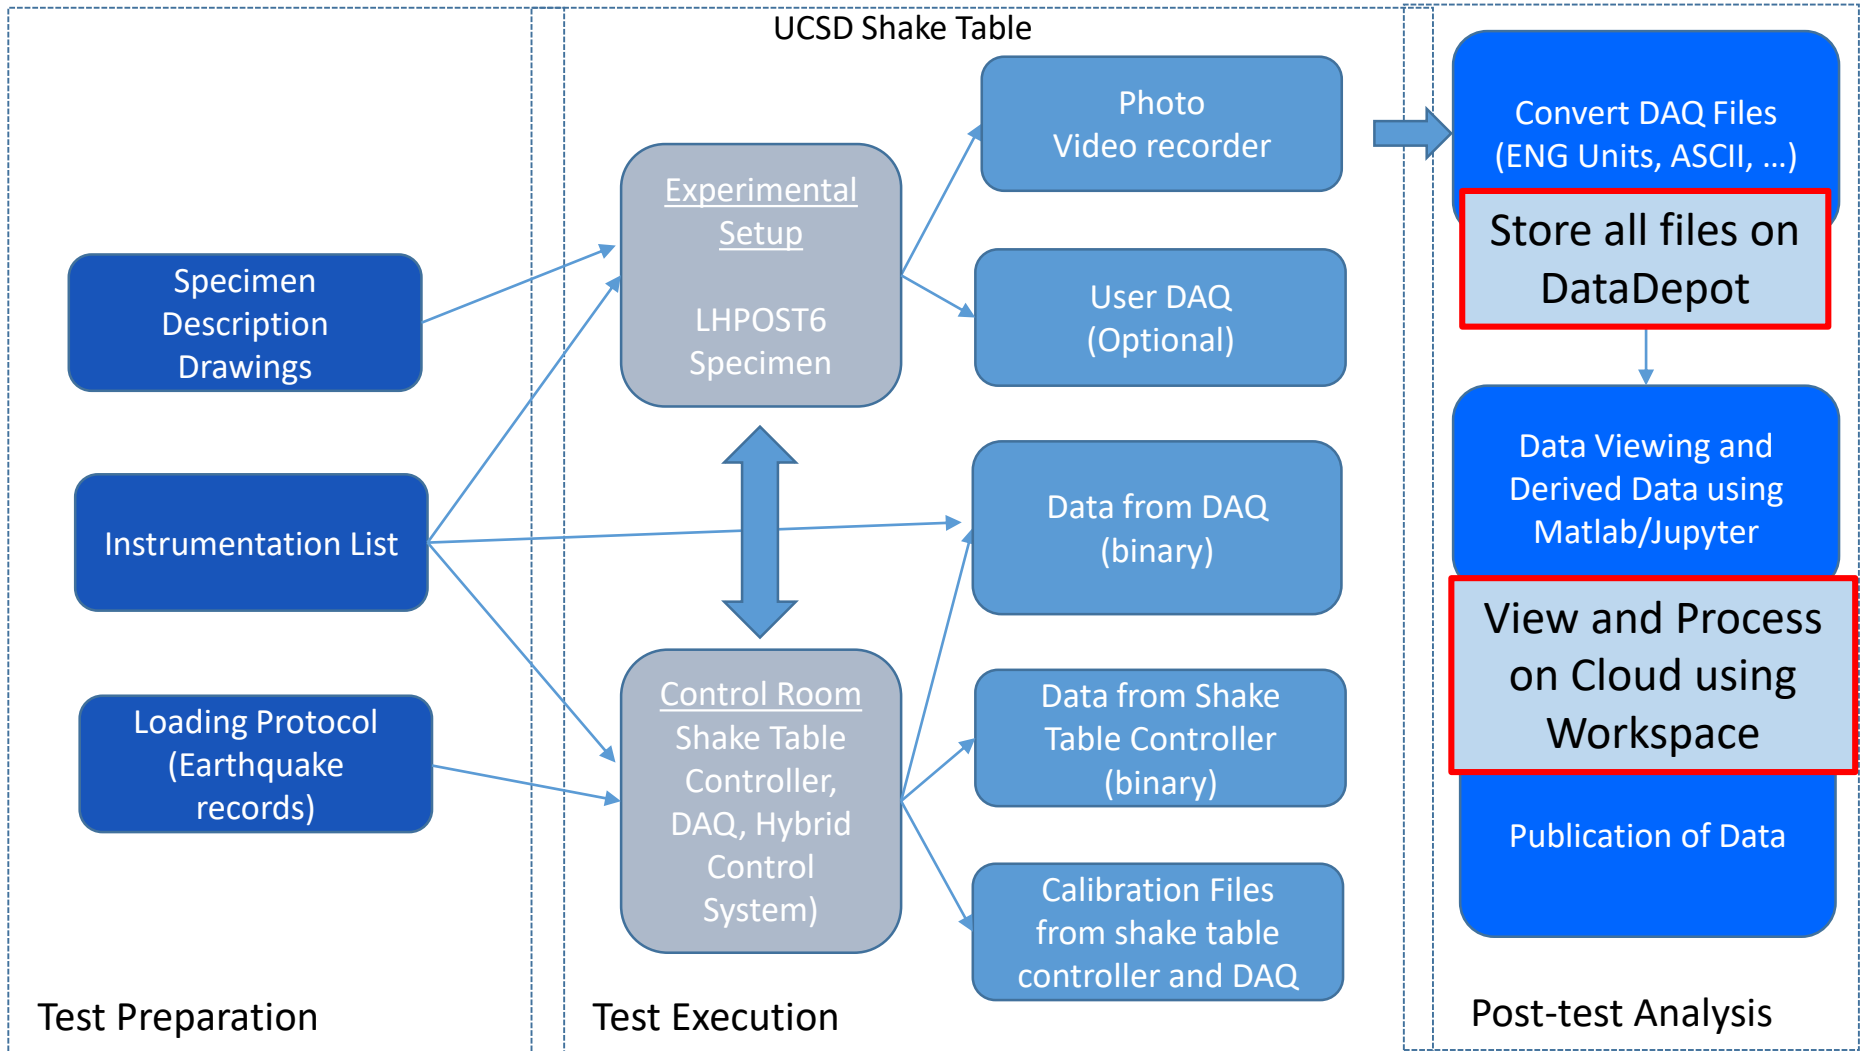 UCSD Shake Table
Specimen
Description
Drawings
Instrumentation List
Loading Protocol
(Earthquake
records)
Test Preparation
Experimental
Setup
LHPOST6
Specimen
Control Room
Shake Table
Controller,
DAQ, Hybrid
Control
System)
Photo
Video recorder
User DAQ
(Optional)
Data from DAQ
(binary)
Data from Shake
Table Controller
(binary)
Calibration Files
from shake table
controller and DAQ
Test Execution
Convert DAQ Files
(ENG Units, ASCII, ...)
Store all files on
DataDepot
Data Viewing and
Derived Data using
Matlab/Jupyter
View and Process
on Cloud using
Workspace
Publication of Data
Post-test Analysis